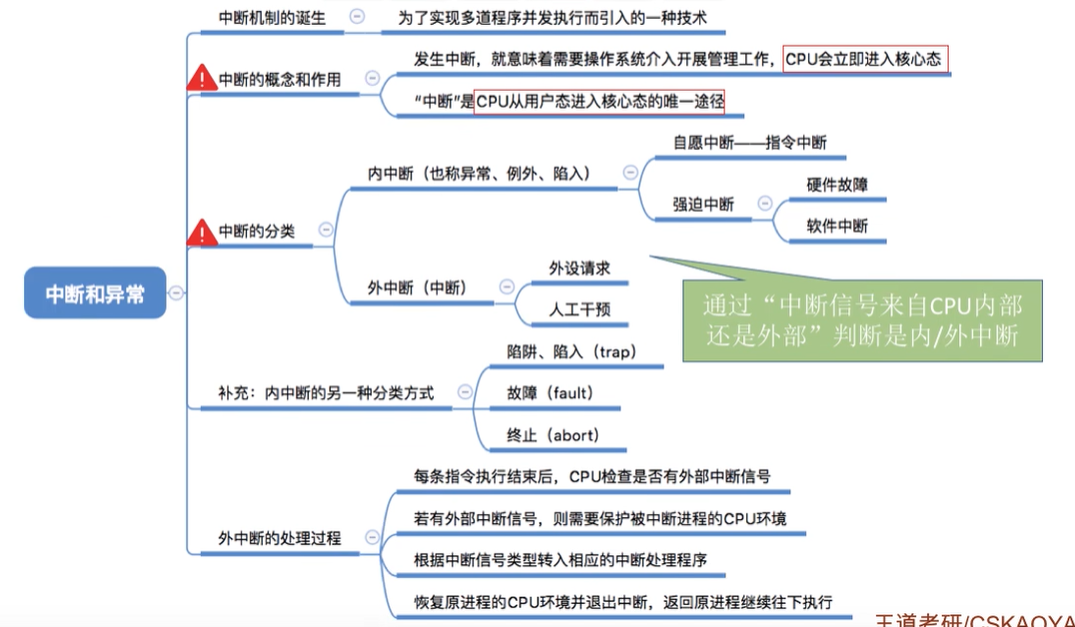 中断机制的诞生
为了实现多道程序并发执行而引入的一种技术
中断的概念和作用
发生中断，就意味着需要操作系统介入开展管理工作，CPU会立即进入核心态
“中断”是CPU从用户态进入核心态的唯一途径
中断和异常
中断的分类
内中断（也称异常、例外、陷入）
自愿中断——指令中断
强迫中断
硬件故障
软件中断
外中断（中断）
外设请求
人工干预
通过“中断信号来自CPU内部
还是外部”判断是内/外中断
补充：内中断的另一种分类方式
陷阱、陷入（trap）
故障（fault）
终止（abort）
外中断的处理过程
每条指令执行结束后，CPU检查是否有外部中断信号
若有外部中断信号，则需要保护被中断进程的CPU环境
根据中断信号类型转入相应的中断处理程序
恢复原进程的CPU环境并退出中断，返回原进程继续往下执行
王道考研/CSKAOYA